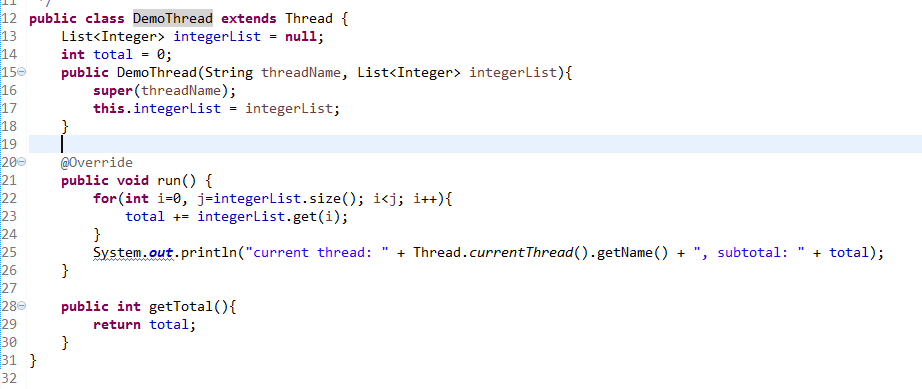 11 */
12 public class DemoThread extends Thread {
13 List<Integer> integerList = null;
14 int total = 0;
15 public DemoThread(String threadName, List<Integer> integerList){
16 super(threadName);
17 this.integerList = integerList;
18 }
19
20 @Override
21 public void run() {
22 for(int i=0, j=integerList.size(); i<j; i++){
23 total += integerList.get(i);
24 }
25 System.out.println("current thread: " + Thread.currentThread().getName() + ", subtotal: " + total);
26 }
27
28 public int getTotal(){
29 return total;
30 }
31 }
32